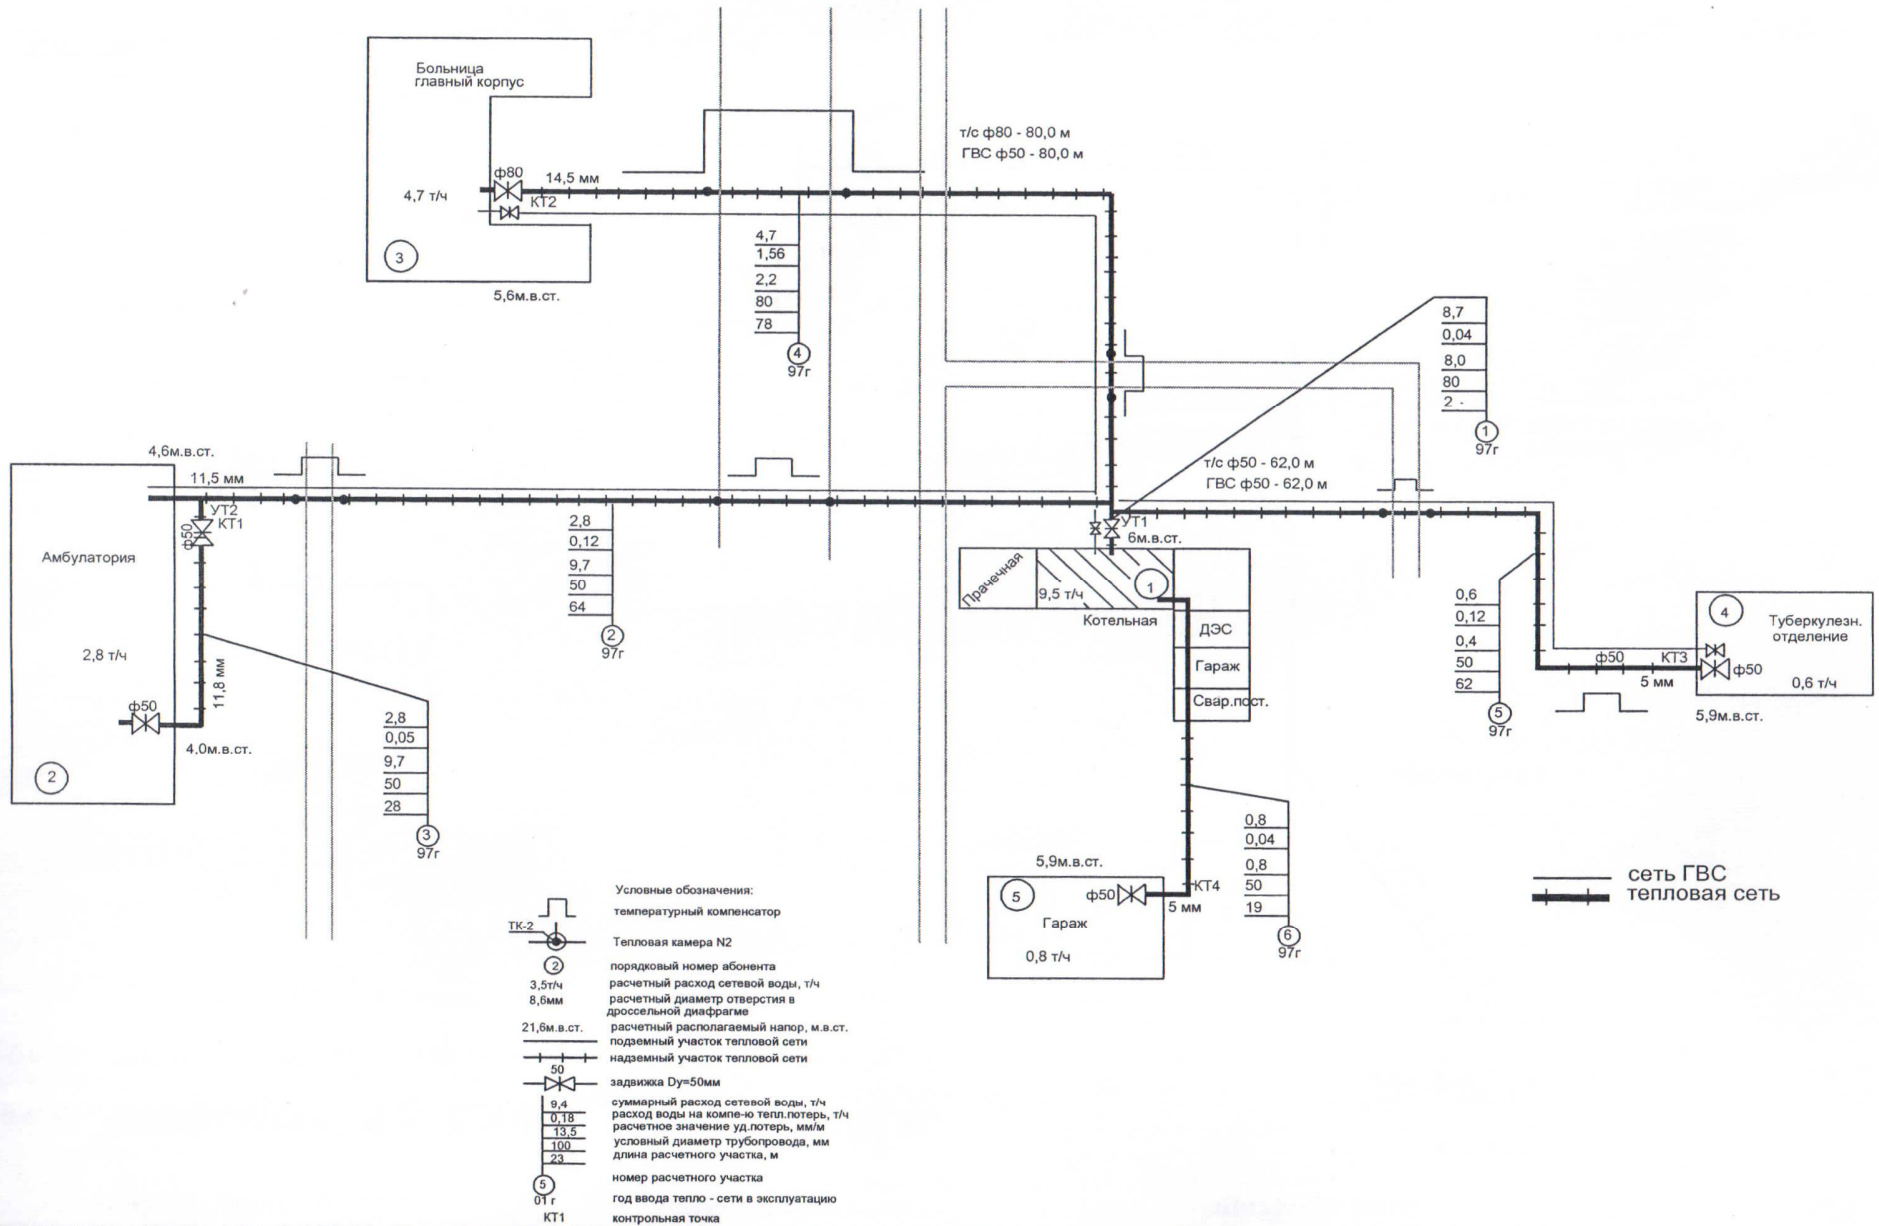 Больница
главный корпус
т/с ф80 - 80,0 м
ГВС ф50 - 80,0 м
ф80
14,5 мм
4,7 т/ч
КТ2
3
5,6м.в.ст.
4,7
1,56
2,2
80
78
4
97г
8,7
0,04
8,0
80
2 -
1
97г
4,6м.в.ст.
11,5 мм
УТ2
КТ1
ф50
Амбулатория
2,8 т/ч
11,8 мм
ф50
4,0м.в.ст.
2
2,8
0,12
9,7
50
64
2
97г
2,8
0,05
9,7
50
28
3
97г
т/с ф50 - 62,0 м
ГВС ф50 - 62,0 м
УТ1
6м.в.ст.
Прачечная
9,5 т/ч
1
Котельная
ДЭС
Гараж
Свар.пост.
0,6
0,12
0,4
50
62
5
97г
4
Туберкулезн.
отделение
ф50
КТ3
5 мм
ф50
0,6 т/ч
5,9м.в.ст.
0,8
0,04
0,8
50
19
6
97г
5,9м.в.ст.
5
ф50
КТ4
5 мм
Гараж
0,8 т/ч
сеть ГВС
тепловая сеть
Условные обозначения:
температурный компенсатор
ТК-2
Тепловая камера N2
2
порядковый номер абонента
3,5т/ч
расчетный расход сетевой воды, т/ч
8,6мм
расчетный диаметр отверстия в
дроссельной диафрагме
21,6м.в.ст.
расчетный располагаемый напор, м.в.ст.
подземный участок тепловой сети
надземный участок тепловой сети
50
задвижка Dy=50мм
9,4
суммарный расход сетевой воды, т/ч
0,18
расход воды на компе-ю тепл.потерь, т/ч
13,5
расчетное значение уд.потерь, мм/м
100
условный диаметр трубопровода, мм
23
длина расчетного участка, м
5
номер расчетного участка
01 г
год ввода тепло - сети в эксплуатацию
КТ1
контрольная точка